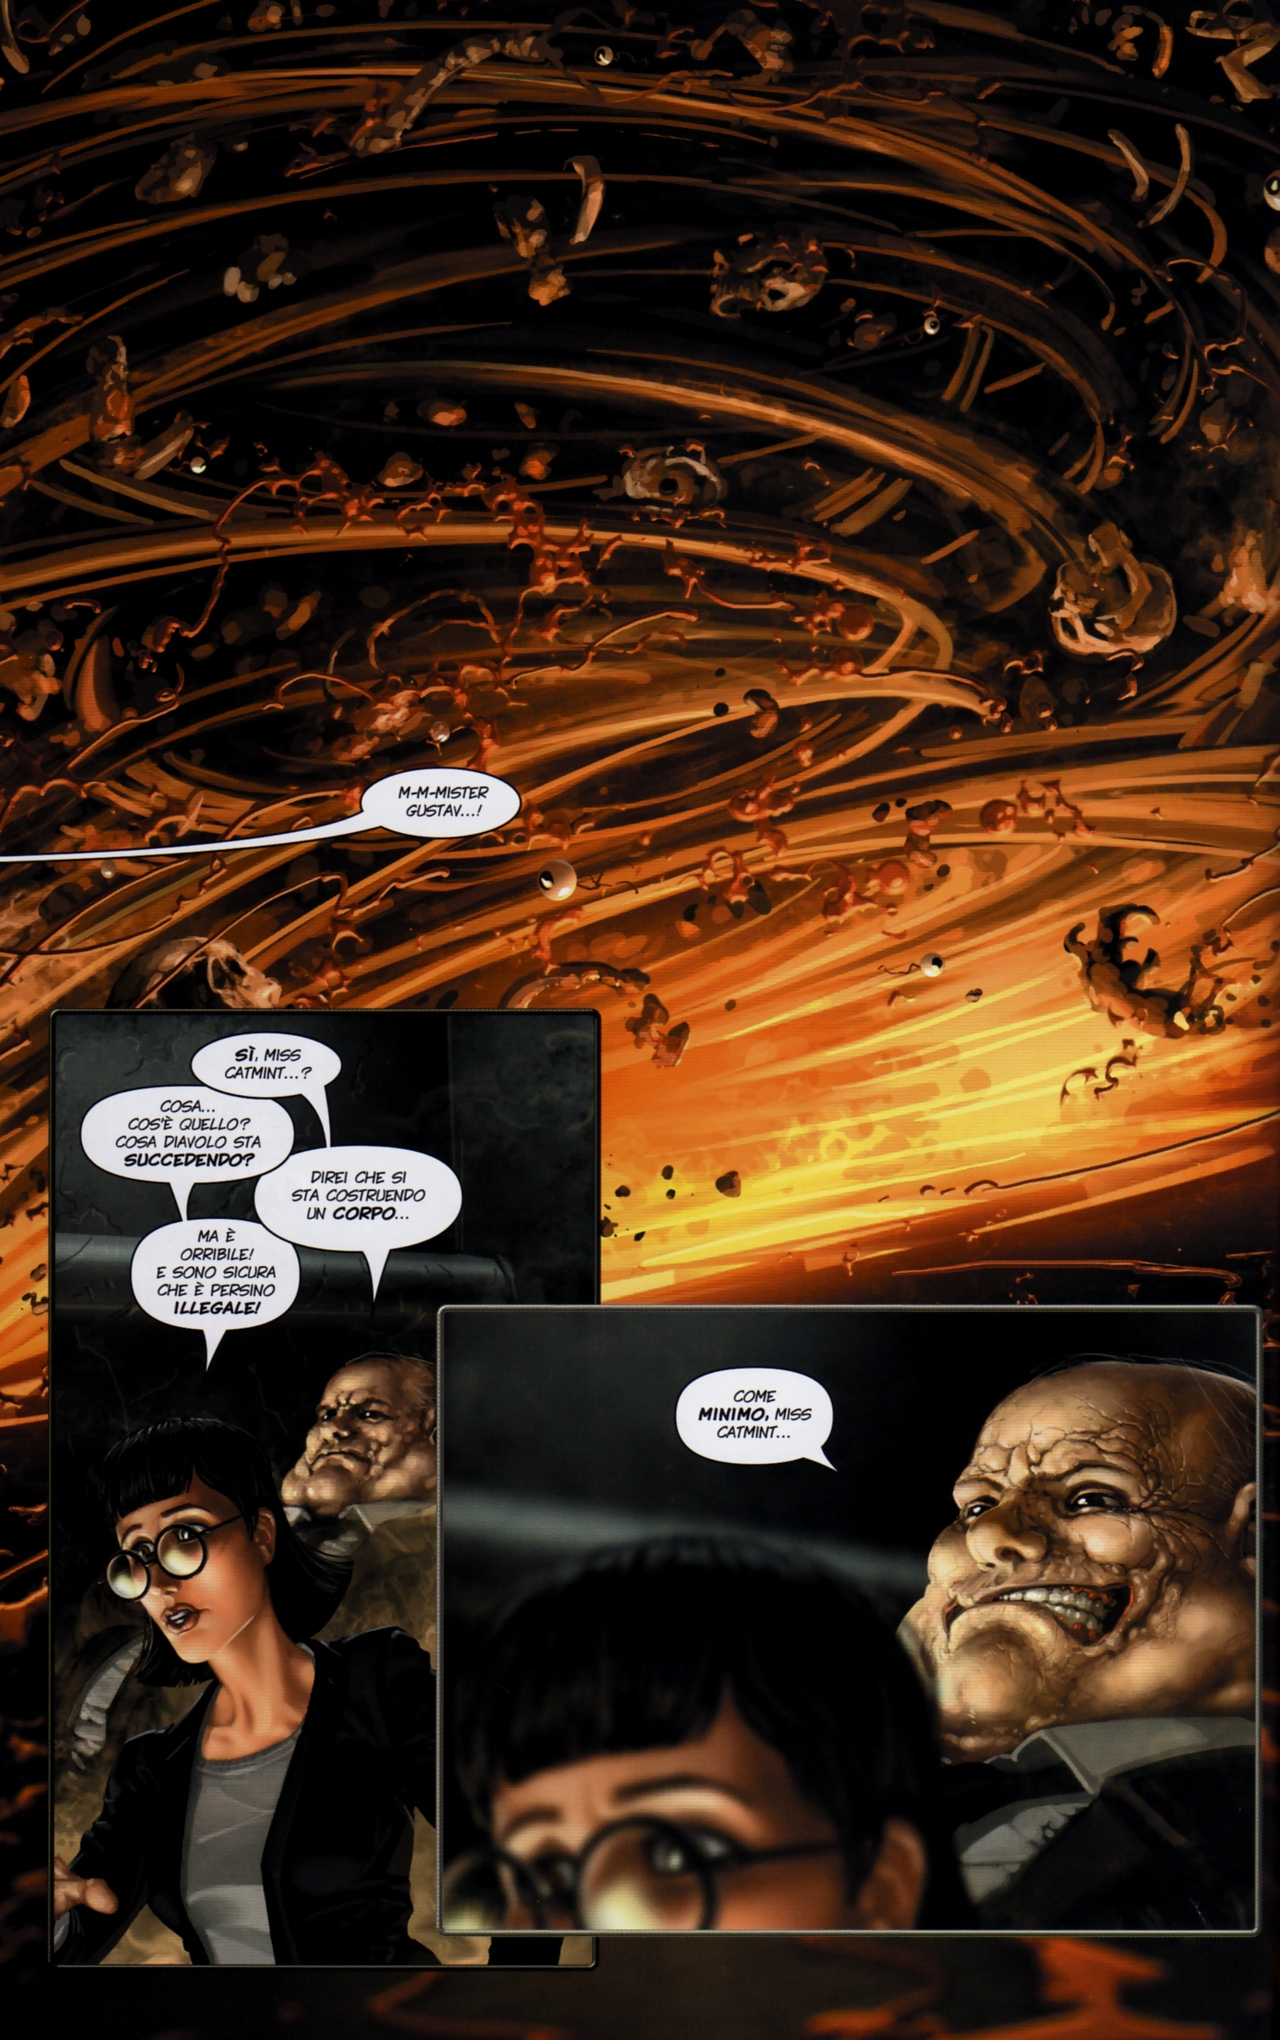 M-M-MISTER
GUSTAV...!
SÌ, MISS
CATMINT...?
COSA...
COS'È QUELLO?
COSA DIAVOLO STA
SUCCEDENDO?
DIREI CHE SI
STA COSTRUENDO
UN CORPO...
MA È
ORRIBILE!
E SONO SICURA
CHE È PERSINO
ILLEGALE!
COME
MINIMO, MISS
CATMINT...